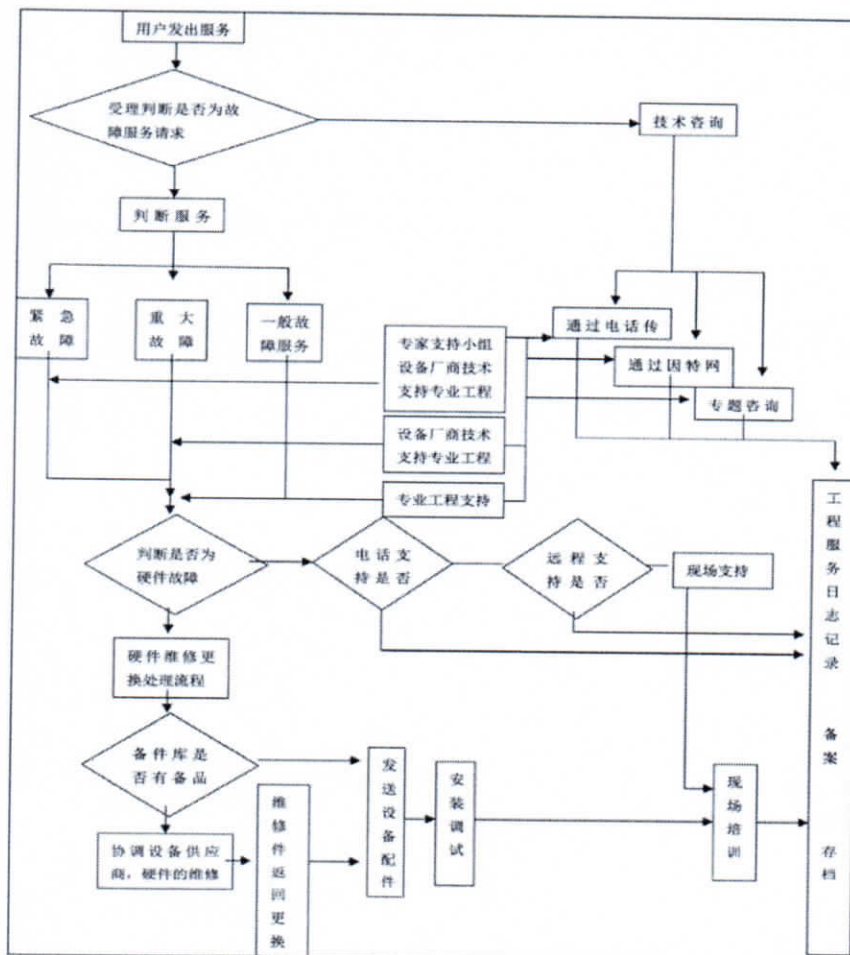 用户发出服务
受理判断是否为故
障服务请求
技术咨询
判断服务
紧急
故障
重大
故障
一般故
障服务
通过电话传
通过因特网
专题咨询
专家支持小组
设备厂商技术
支持专业工程
设备厂商技术
支持专业工程
专业工程支持
判断是否为
硬件故障
电话支
持是否
远程支
持是否
现场支持
硬件维修更
换处理流程
备件库是
否有备品
协调设备供应
商,硬件的维修
维修件返回更换
发送设备配件
安装调试
现场培训
工程服务日志记录
备案
存档